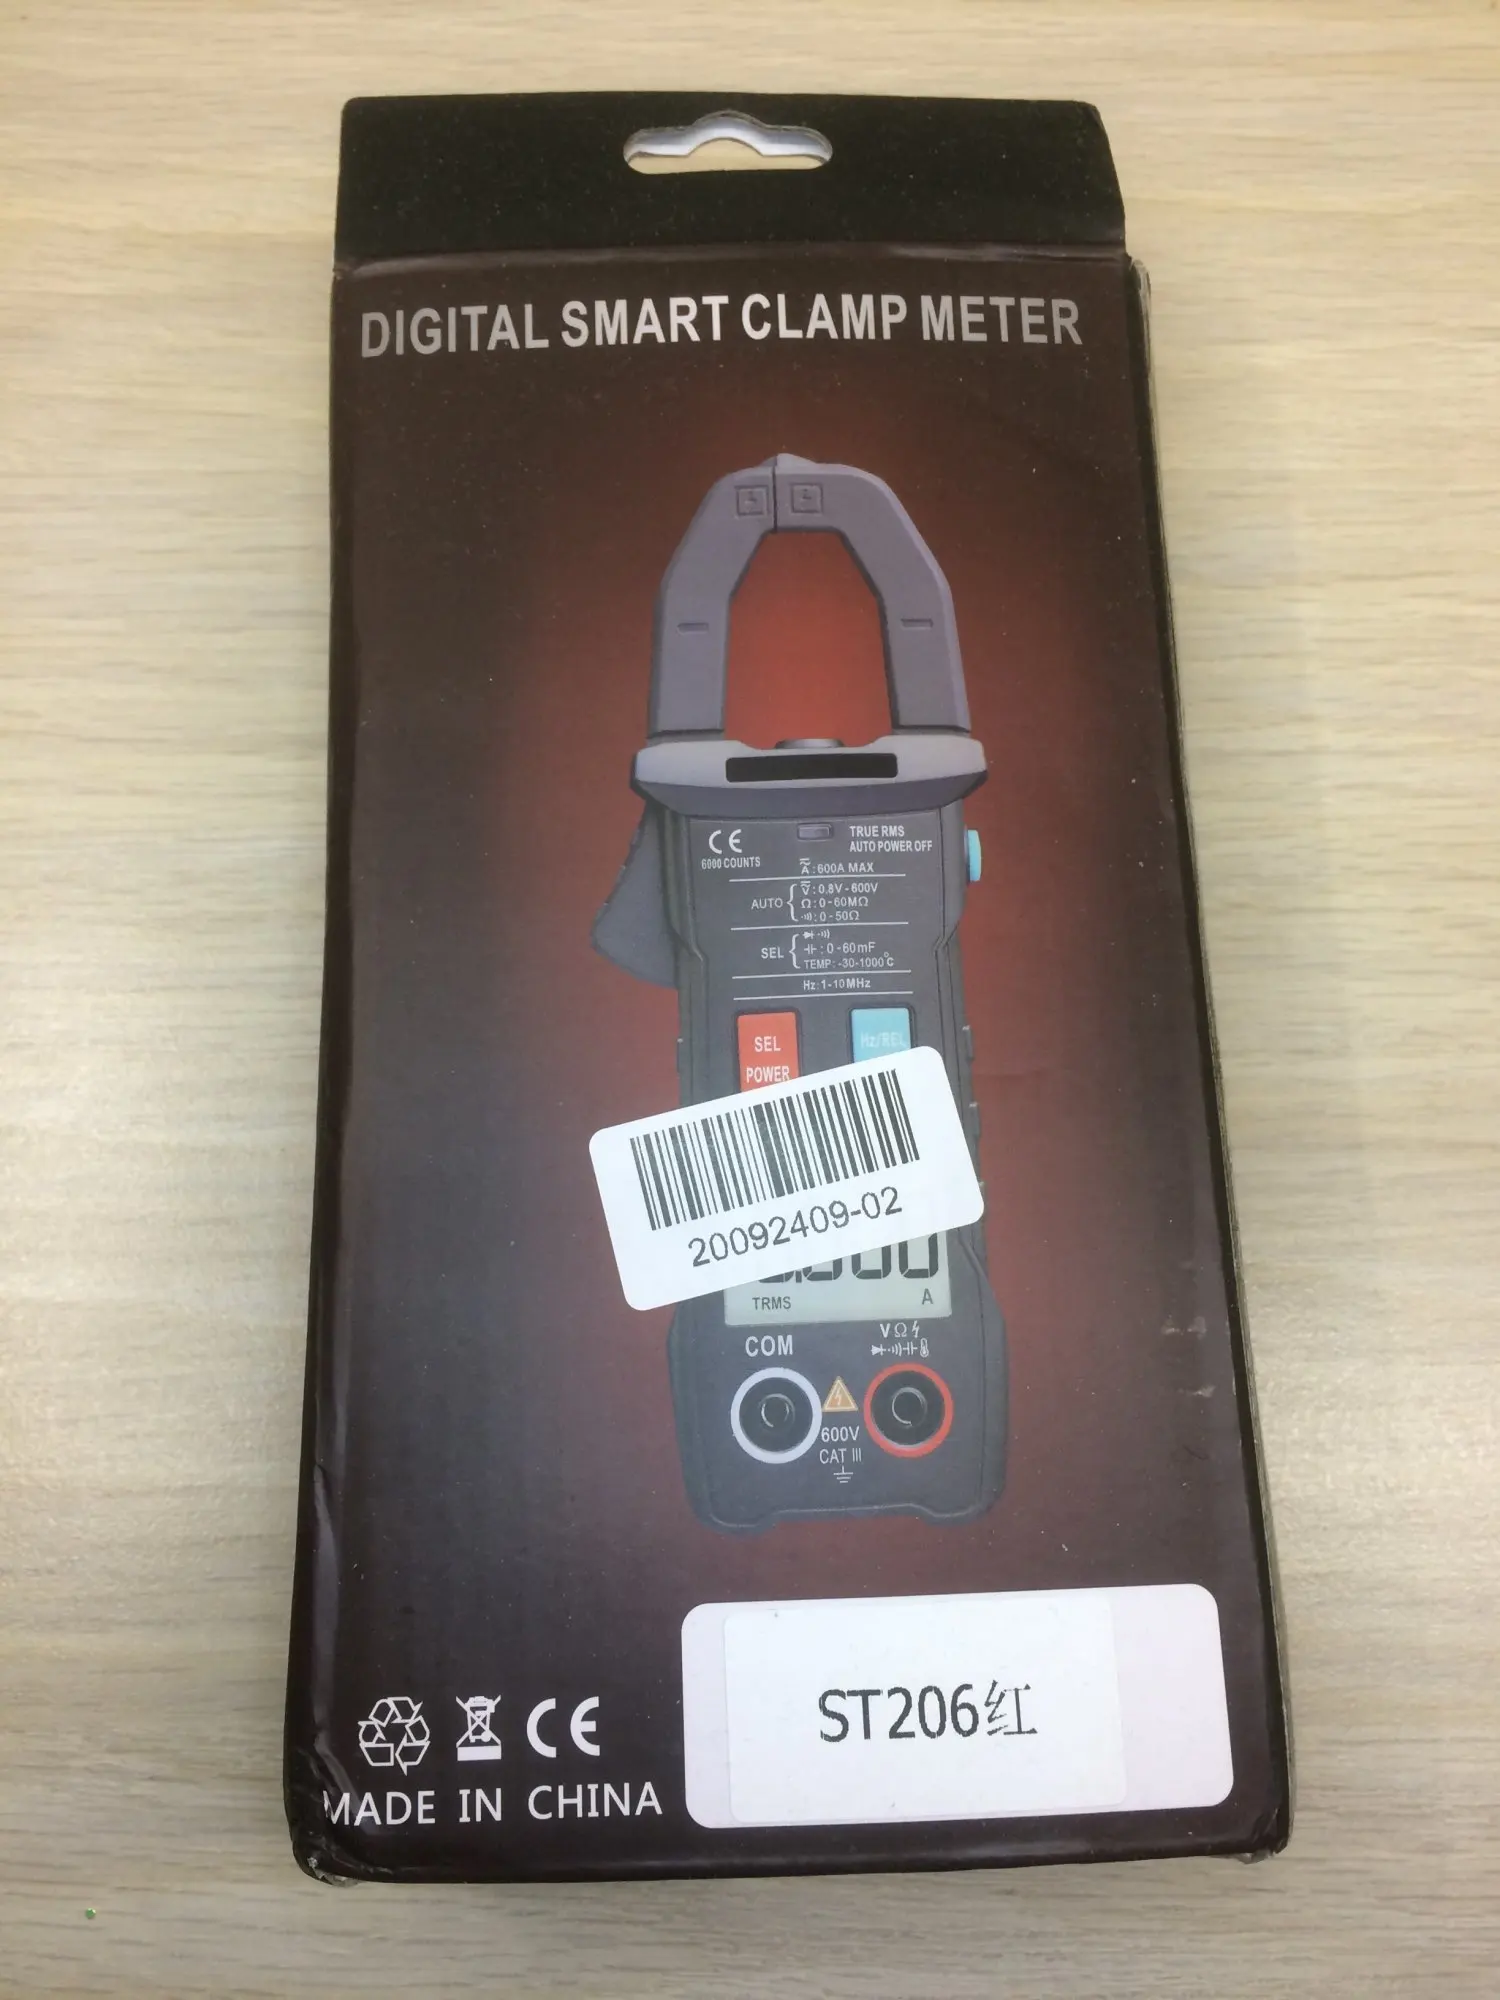 DIGITAL SMART CLAMP METER
CE
6000 COUNTS
TRUE RMS
AUTO POWER OFF
A:600A MAX
AUTO
V:0.8V-600V
Ω:0-60MΩ
0-50Ω
SEL
:0-60mF
TEMP:-30-1000℃
Hz:1-10MHz
SEL
POWER
Hz/REL
20092409-02
TRMS
A
COM
VΩ
600V
CAT III
ST206红
CE
MADE IN CHINA